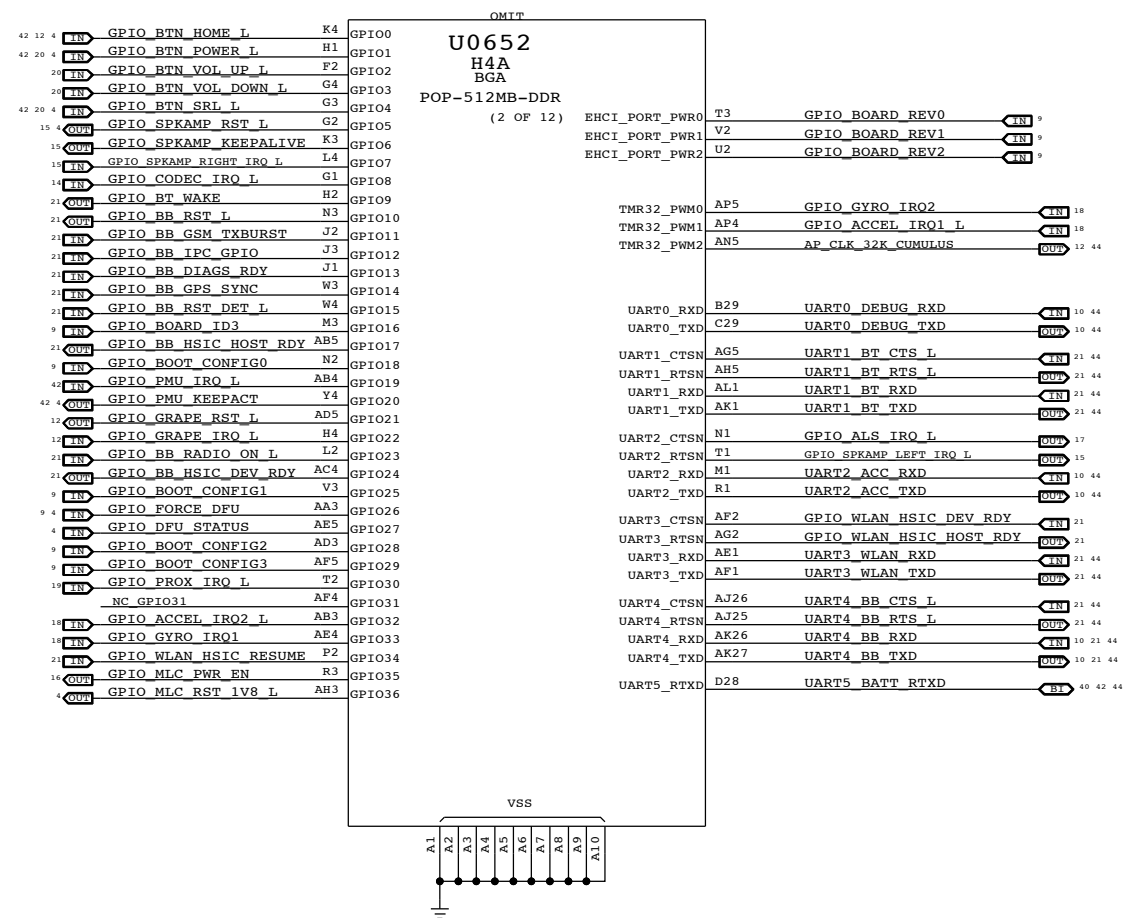 OMIT
U0652
H4A
BGA
POP-512MB-DDR
(2 OF 12)
42 12 4 IN GPIO_BTN_HOME_L K4 GPIO0
42 20 4 IN GPIO_BTN_POWER_L H1 GPIO1
20 IN GPIO_BTN_VOL_UP_L F2 GPIO2
20 IN GPIO_BTN_VOL_DOWN_L G4 GPIO3
42 20 4 IN GPIO_BTN_SRL_L G3 GPIO4
15 4 OUT GPIO_SPKAMP_RST_L G2 GPIO5
15 OUT GPIO_SPKAMP_KEEPALIVE K3 GPIO6
15 IN GPIO_SPKAMP_RIGHT_IRQ_L L4 GPIO7
14 IN GPIO_CODEC_IRQ_L G1 GPIO8
21 OUT GPIO_BT_WAKE H2 GPIO9
21 OUT GPIO_BB_RST_L N3 GPIO10
21 IN GPIO_BB_GSM_TXBURST J2 GPIO11
21 IN GPIO_BB_IPC_GPIO J3 GPIO12
21 IN GPIO_BB_DIAGS_RDY J1 GPIO13
21 IN GPIO_BB_GPS_SYNC W3 GPIO14
21 IN GPIO_BB_RST_DET_L W4 GPIO15
9 IN GPIO_BOARD_ID3 M3 GPIO16
21 OUT GPIO_BB_HSIC_HOST_RDY AB5 GPIO17
9 IN GPIO_BOOT_CONFIG0 N2 GPIO18
42 IN GPIO_PMU_IRQ_L AB4 GPIO19
42 4 OUT GPIO_PMU_KEEPACT Y4 GPIO20
12 OUT GPIO_GRAPE_RST_L AD5 GPIO21
12 IN GPIO_GRAPE_IRQ_L H4 GPIO22
21 IN GPIO_BB_RADIO_ON_L L2 GPIO23
21 OUT GPIO_BB_HSIC_DEV_RDY AC4 GPIO24
9 IN GPIO_BOOT_CONFIG1 V3 GPIO25
9 4 IN GPIO_FORCE_DFU AA3 GPIO26
4 IN GPIO_DFU_STATUS AE5 GPIO27
9 IN GPIO_BOOT_CONFIG2 AD3 GPIO28
9 IN GPIO_BOOT_CONFIG3 AF5 GPIO29
19 IN GPIO_PROX_IRQ_L T2 GPIO30
NC_GPIO31 AF4 GPIO31
18 IN GPIO_ACCEL_IRQ2_L AB3 GPIO32
18 IN GPIO_GYRO_IRQ1 AE4 GPIO33
21 IN GPIO_WLAN_HSIC_RESUME P2 GPIO34
16 OUT GPIO_MLC_PWR_EN R3 GPIO35
4 OUT GPIO_MLC_RST_1V8_L AH3 GPIO36
EHCI_PORT_PWR0 T3 GPIO_BOARD_REV0 IN 9
EHCI_PORT_PWR1 V2 GPIO_BOARD_REV1 IN 9
EHCI_PORT_PWR2 U2 GPIO_BOARD_REV2 IN 9
TMR32_PWM0 AP5 GPIO_GYRO_IRQ2 IN 18
TMR32_PWM1 AP4 GPIO_ACCEL_IRQ1_L IN 18
TMR32_PWM2 AN5 AP_CLK_32K_CUMULUS OUT 12 44
UART0_RXD B29 UART0_DEBUG_RXD IN 10 44
UART0_TXD C29 UART0_DEBUG_TXD OUT 10 44
UART1_CTSN AG5 UART1_BT_CTS_L IN 21 44
UART1_RTSN AH5 UART1_BT_RTS_L OUT 21 44
UART1_RXD AL1 UART1_BT_RXD IN 21 44
UART1_TXD AK1 UART1_BT_TXD OUT 21 44
UART2_CTSN N1 GPIO_ALS_IRQ_L OUT 17
UART2_RTSN T1 GPIO_SPKAMP_LEFT_IRQ_L OUT 15
UART2_RXD M1 UART2_ACC_RXD IN 10 44
UART2_TXD R1 UART2_ACC_TXD OUT 10 44
UART3_CTSN AF2 GPIO_WLAN_HSIC_DEV_RDY IN 21
UART3_RTSN AG2 GPIO_WLAN_HSIC_HOST_RDY OUT 21
UART3_RXD AE1 UART3_WLAN_RXD IN 21 44
UART3_TXD AF1 UART3_WLAN_TXD OUT 21 44
UART4_CTSN AJ26 UART4_BB_CTS_L IN 21 44
UART4_RTSN AJ25 UART4_BB_RTS_L OUT 21 44
UART4_RXD AK26 UART4_BB_RXD IN 10 21 44
UART4_TXD AK27 UART4_BB_TXD OUT 10 21 44
UART5_RTXD D28 UART5_BATT_RTXD BI 40 42 44
VSS
A1 A2 A3 A4 A5 A6 A7 A8 A9 A10